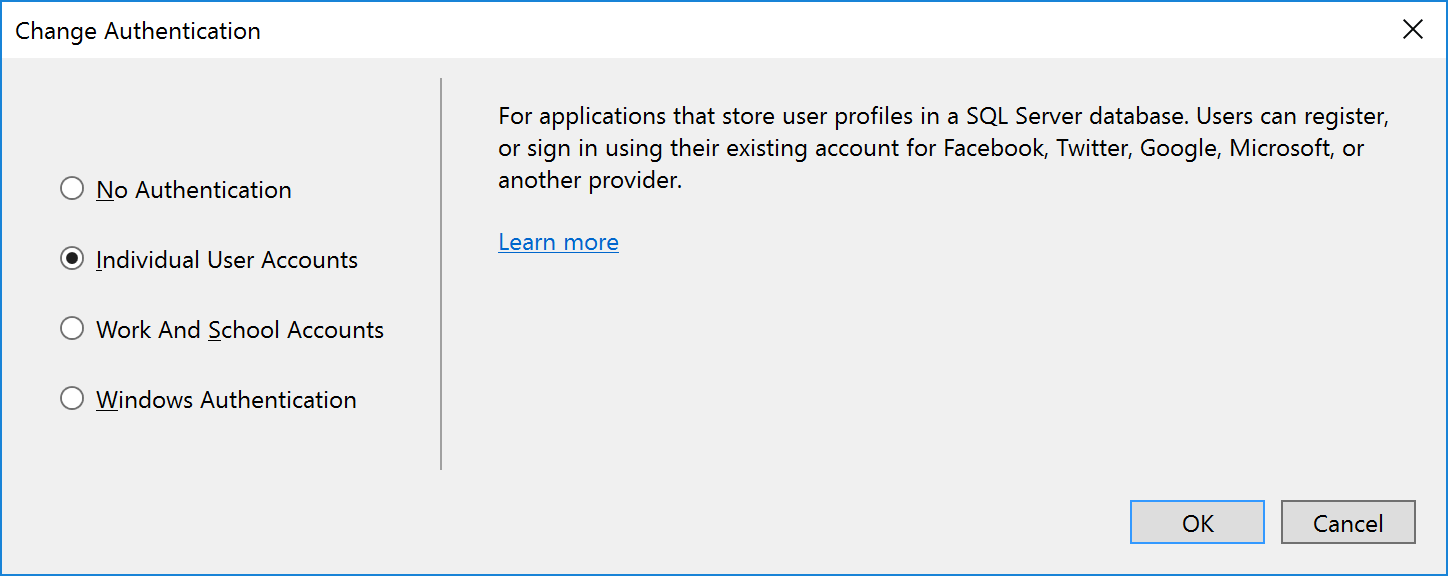 Change Authentication
No Authentication
Individual User Accounts
Work And School Accounts
Windows Authentication
For applications that store user profiles in a SQL Server database. Users can register,
or sign in using their existing account for Facebook, Twitter, Google, Microsoft, or
another provider.
Learn more
OK
Cancel